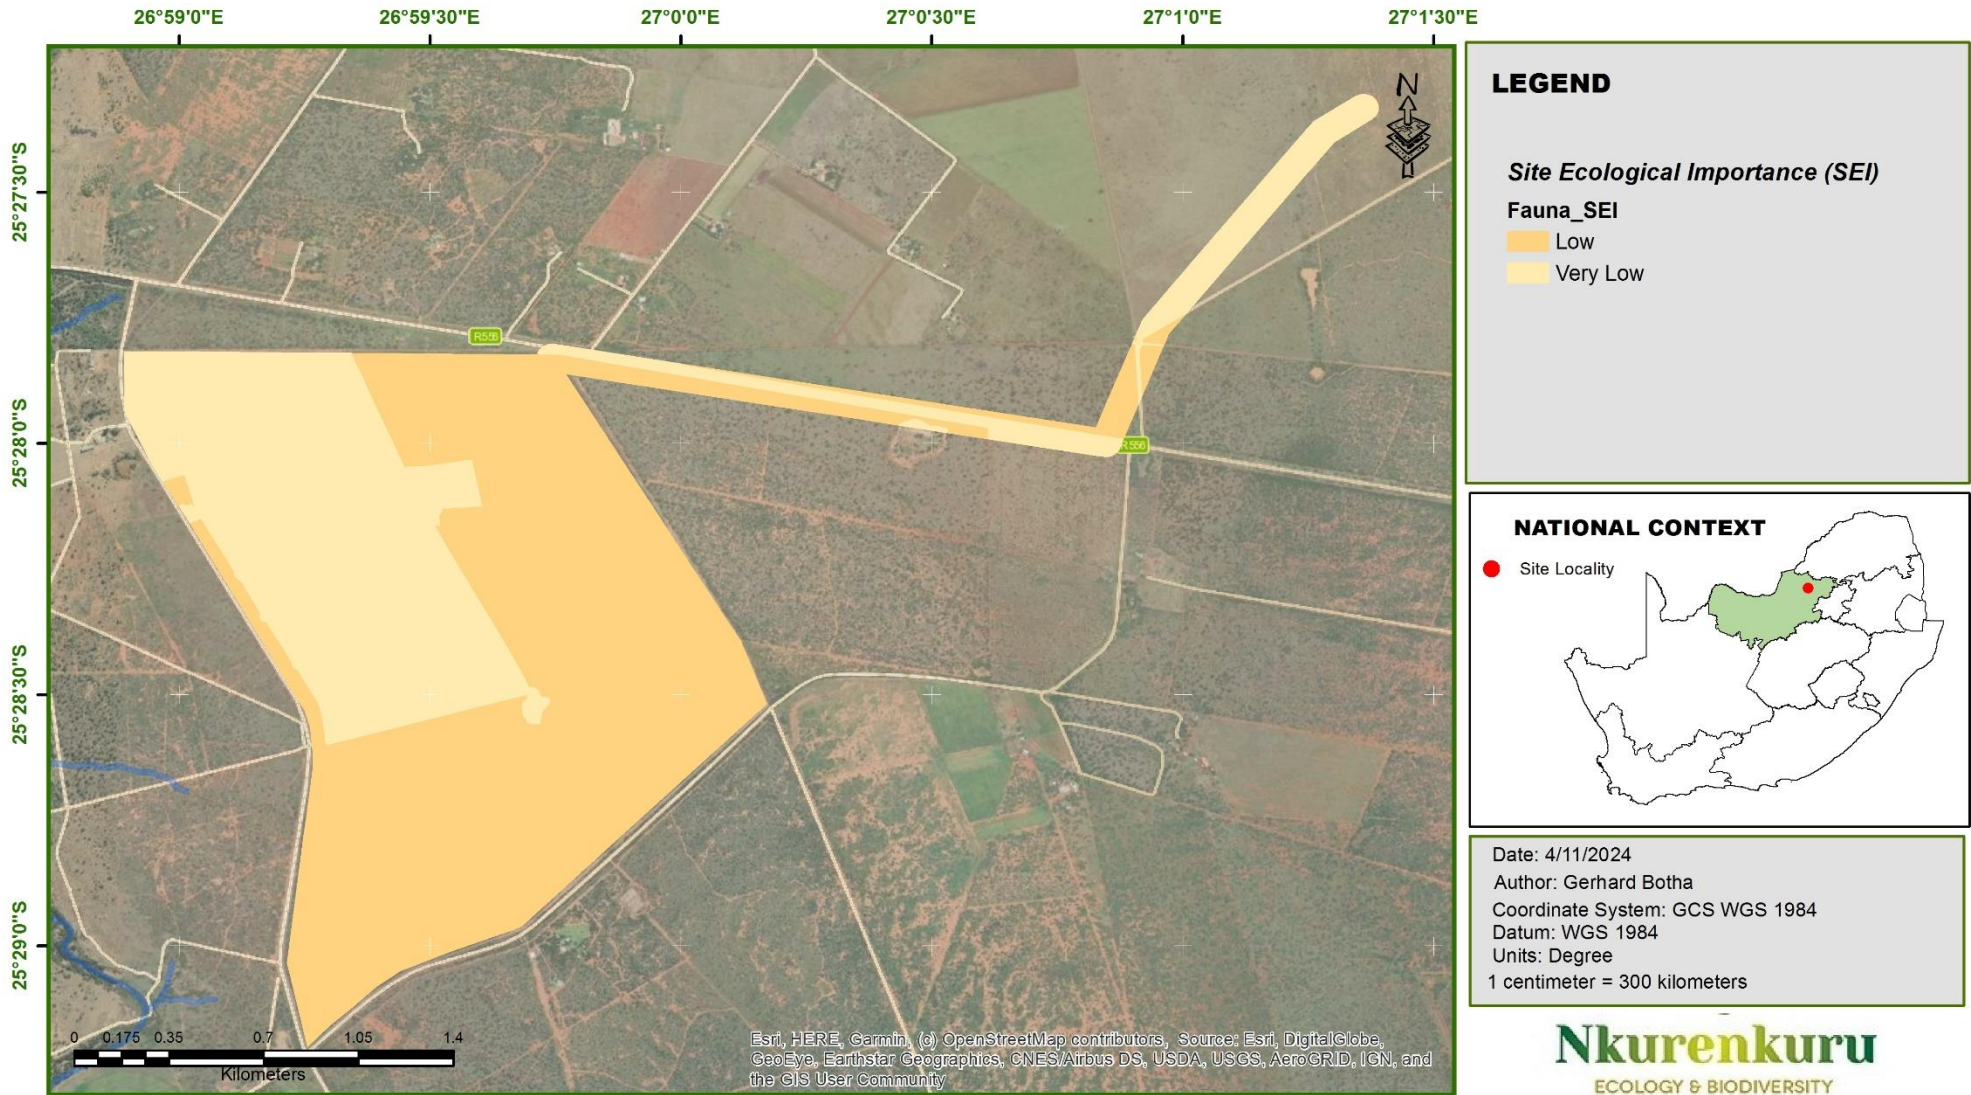 26°59'0"E
26°59'30"E
27°0'0"E
27°0'30"E
27°1'0"E
27°1'30"E
25°27'30"S
25°28'0"S
25°28'30"S
25°29'0"S
N
R556
R556
0 0.175 0.35 0.7 1.05 1.4
Kilometers
Esri, HERE, Garmin, (c) OpenStreetMap contributors, Source: Esri, DigitalGlobe,
GeoEye, Earthstar Geographics, CNES/Airbus DS, USDA, USGS, AeroGRID, IGN, and
the GIS User Community
LEGEND
Site Ecological Importance (SEI)
Fauna_SEI
Low
Very Low
NATIONAL CONTEXT
Site Locality
Date: 4/11/2024
Author: Gerhard Botha
Coordinate System: GCS WGS 1984
Datum: WGS 1984
Units: Degree
1 centimeter = 300 kilometers
Nkurenkuru
ECOLOGY & BIODIVERSITY